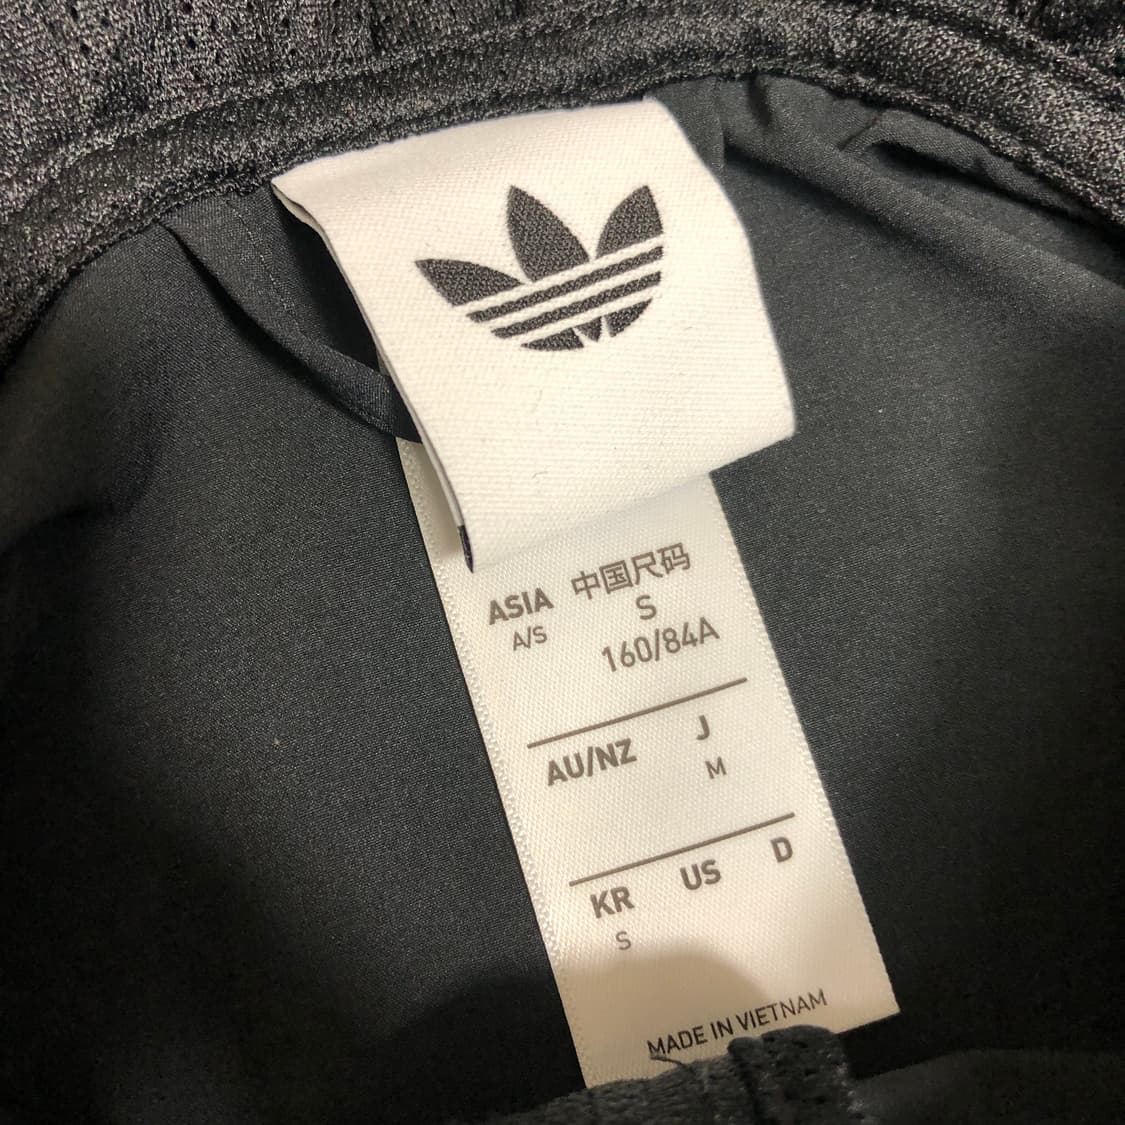 ASIA 中国尺码
A/S S
160/84A
AU/NZ J
M
KR US D
S
MADE IN VIETNAM